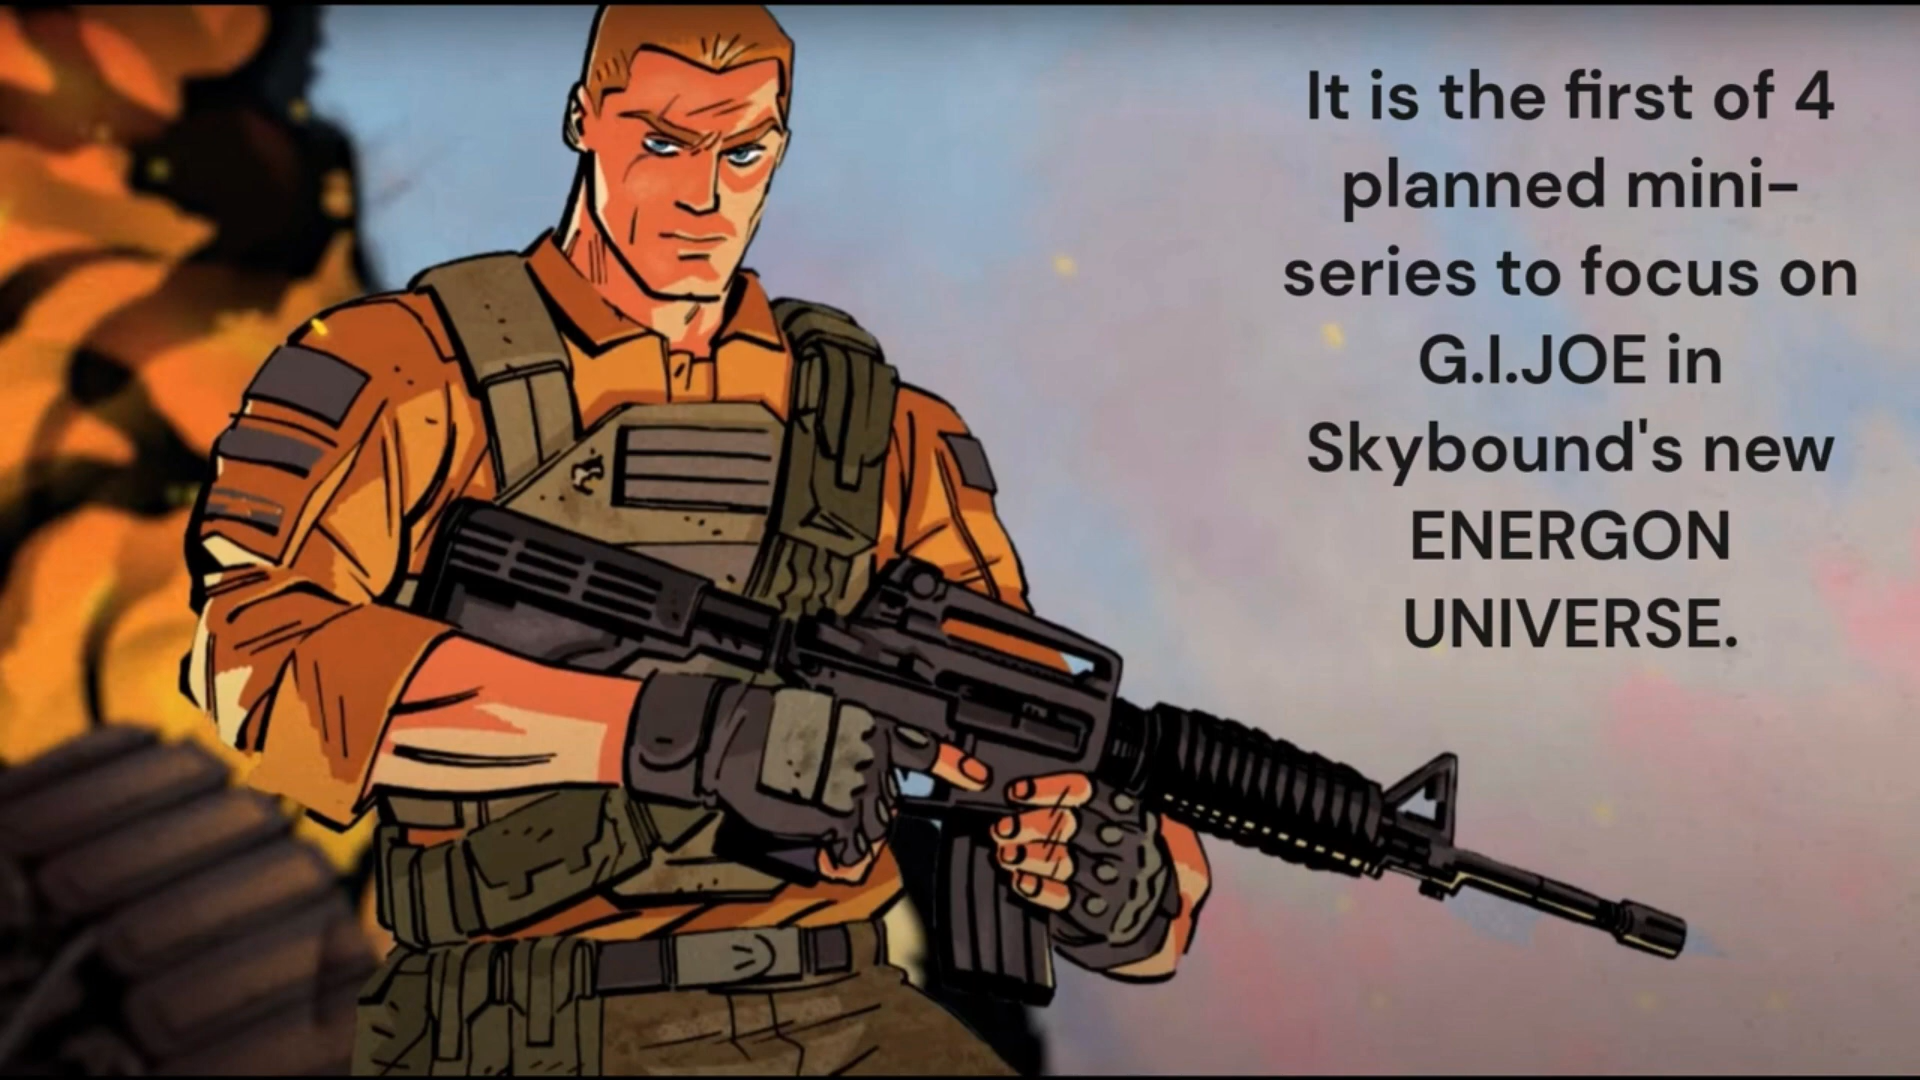 It is the first of 4
planned mini-
series to focus on
G.I.JOE in
Skybound's new
ENERGON
UNIVERSE.